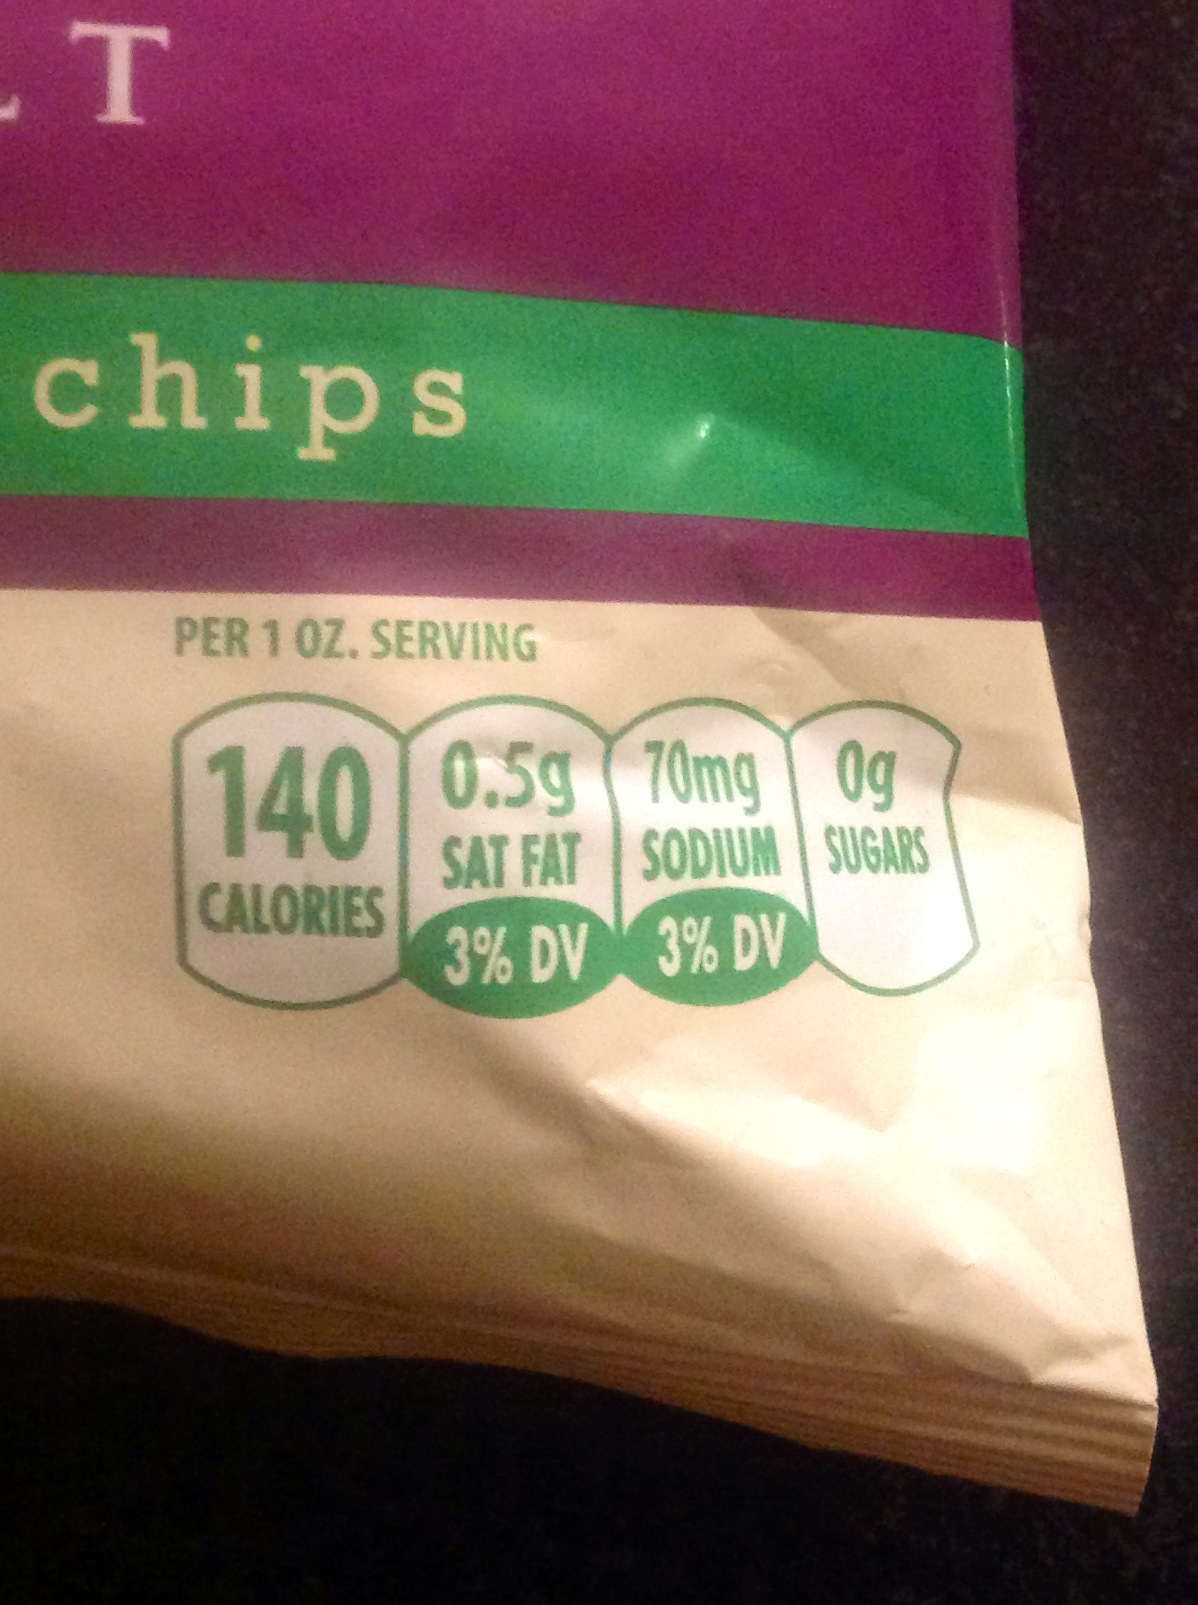 T
chips
PER 1 OZ. SERVING
140
CALORIES
0.5g
SAT FAT
3% DV
70mg
SODIUM
3% DV
0g
SUGARS